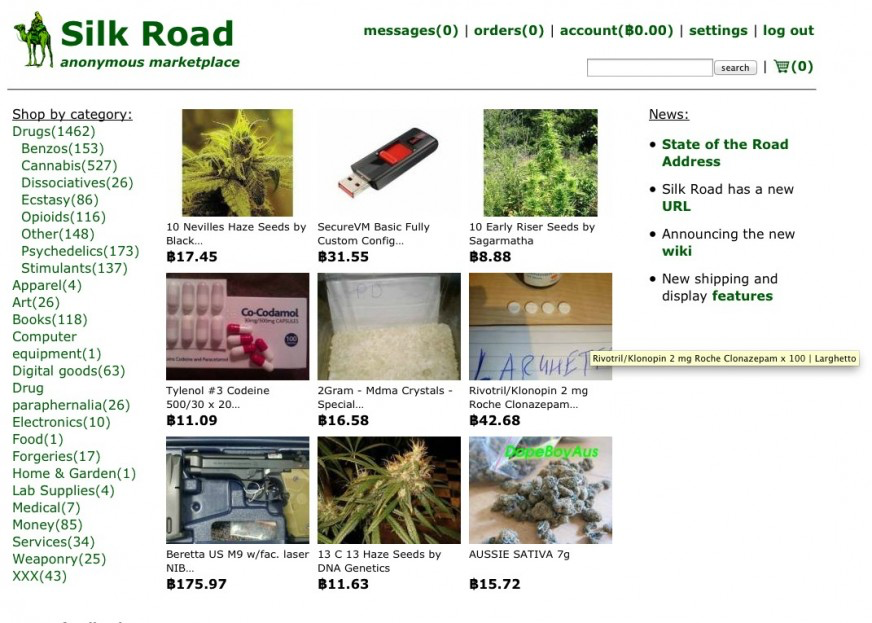 Silk Road
anonymous marketplace
messages(0) | orders(0) | account(฿0.00) | settings | log out
search | (0)
Shop by category:
Drugs(1462)
Benzos(153)
Cannabis(527)
Dissociatives(26)
Ecstasy(86)
Opioids(116)
Other(148)
Psychedelics(173)
Stimulants(137)
Apparel(4)
Art(26)
Books(118)
Computer
equipment(1)
Digital goods(63)
Drug
paraphernalia(26)
Electronics(10)
Food(1)
Forgeries(17)
Home & Garden(1)
Lab Supplies(4)
Medical(7)
Money(85)
Services(34)
Weaponry(25)
XXX(43)
10 Nevilles Haze Seeds by
Black...
฿17.45
SecureVM Basic Fully
Custom Config...
฿31.55
10 Early Riser Seeds by
Sagarmatha
฿8.88
Co-Codamol
CAPSULES
100
Tylenol #3 Codeine
500/30 x 20...
฿11.09
2Gram - Mdma Crystals -
Special...
฿16.58
LARGHET
Rivotril/Klonopin 2 mg Roche Clonazepam x 100 | Larghetto
Rivotril/Klonopin 2 mg
Roche Clonazepam...
฿42.68
Beretta US M9 w/fac. laser
NIB...
฿175.97
13 C 13 Haze Seeds by
DNA Genetics
฿11.63
DopeBoyAus
AUSSIE SATIVA 7g
฿15.72
News:
State of the Road
Address
Silk Road has a new
URL
Announcing the new
wiki
New shipping and
display features